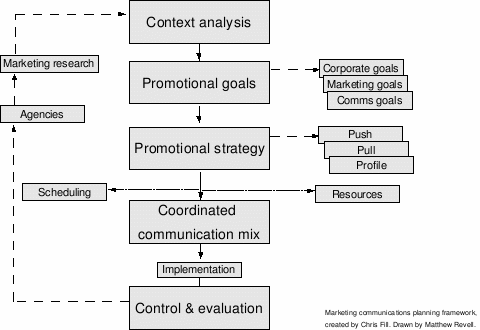 Context analysis
Marketing research
Promotional goals
Corporate goals
Marketing goals
Comms goals
Agencies
Promotional strategy
Push
Pull
Profile
Scheduling
Resources
Coordinated
communication mix
Implementation
Control & evaluation
Marketing communications planning framework,
created by Chris Fill. Drawn by Matthew Revell.